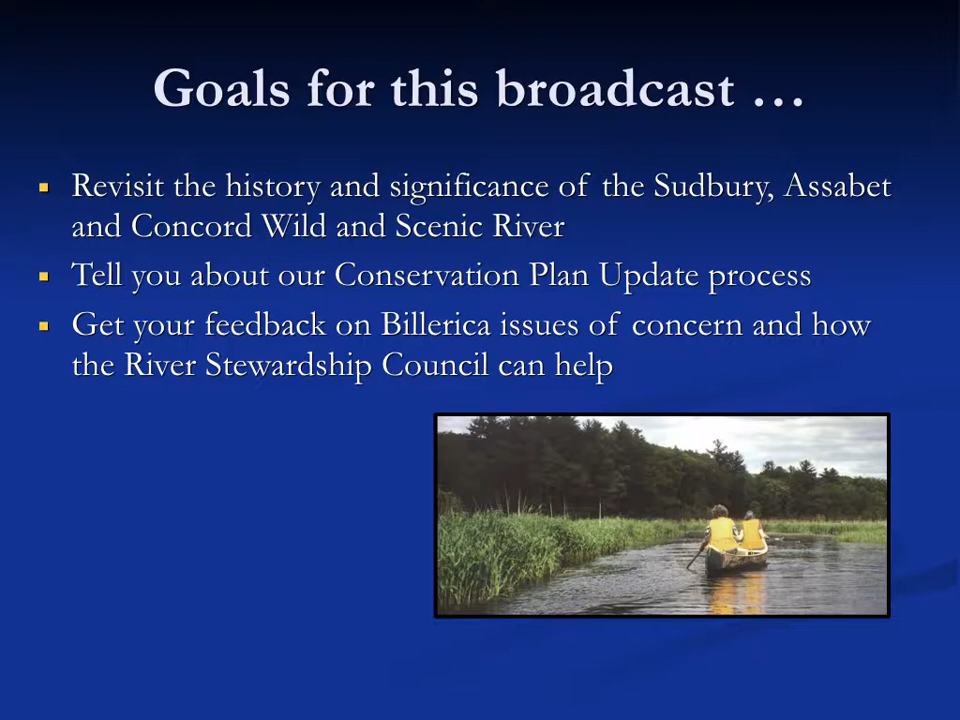 Goals for this broadcast …
Revisit the history and significance of the Sudbury, Assabet
and Concord Wild and Scenic River
Tell you about our Conservation Plan Update process
Get your feedback on Billerica issues of concern and how
the River Stewardship Council can help